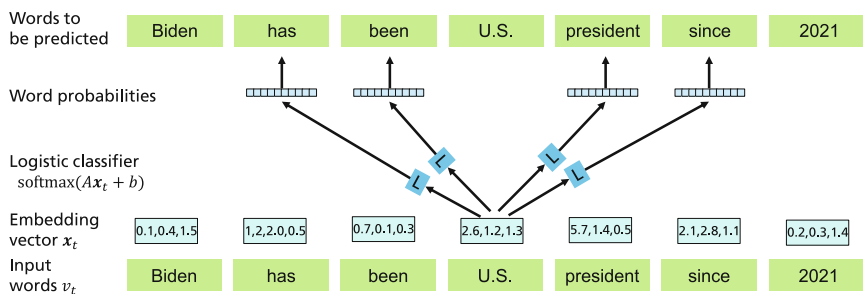 Words to
be predicted
Biden has been U.S. president since 2021
Word probabilities
L L
L L
Logistic classifier
softmax(Ax_t + b)
Embedding
vector x_t
0.1,0.4,1.5 1,2,2.0,0.5 0.7,0.1,0.3 2.6,1.2,1.3 5.7,1.4,0.5 2.1,2.8,1.1 0.2,0.3,1.4
Input
words v_t
Biden has been U.S. president since 2021